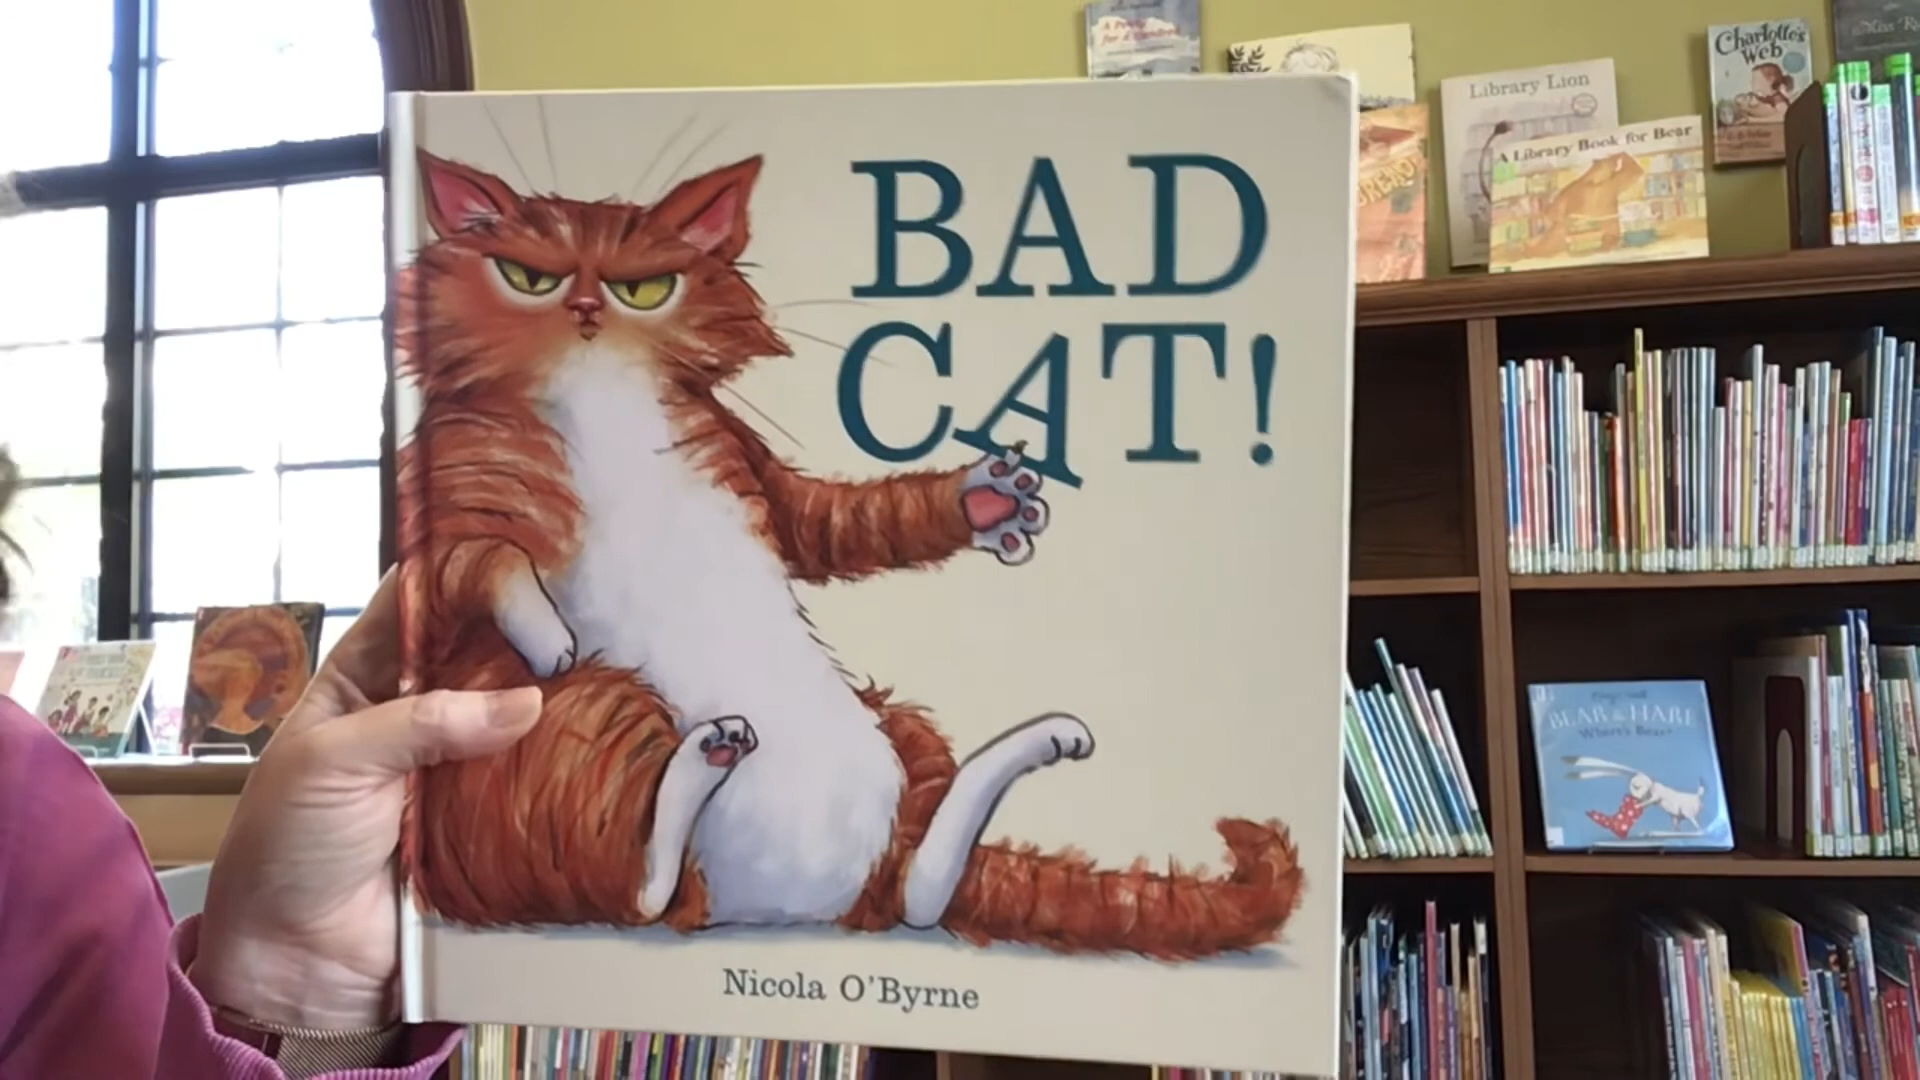 BAD
CAT!
Nicola O'Byrne
Library Lion
A Library Book for Bear
Charlotte's
Web
BEAR & HARE
Where's Bear?